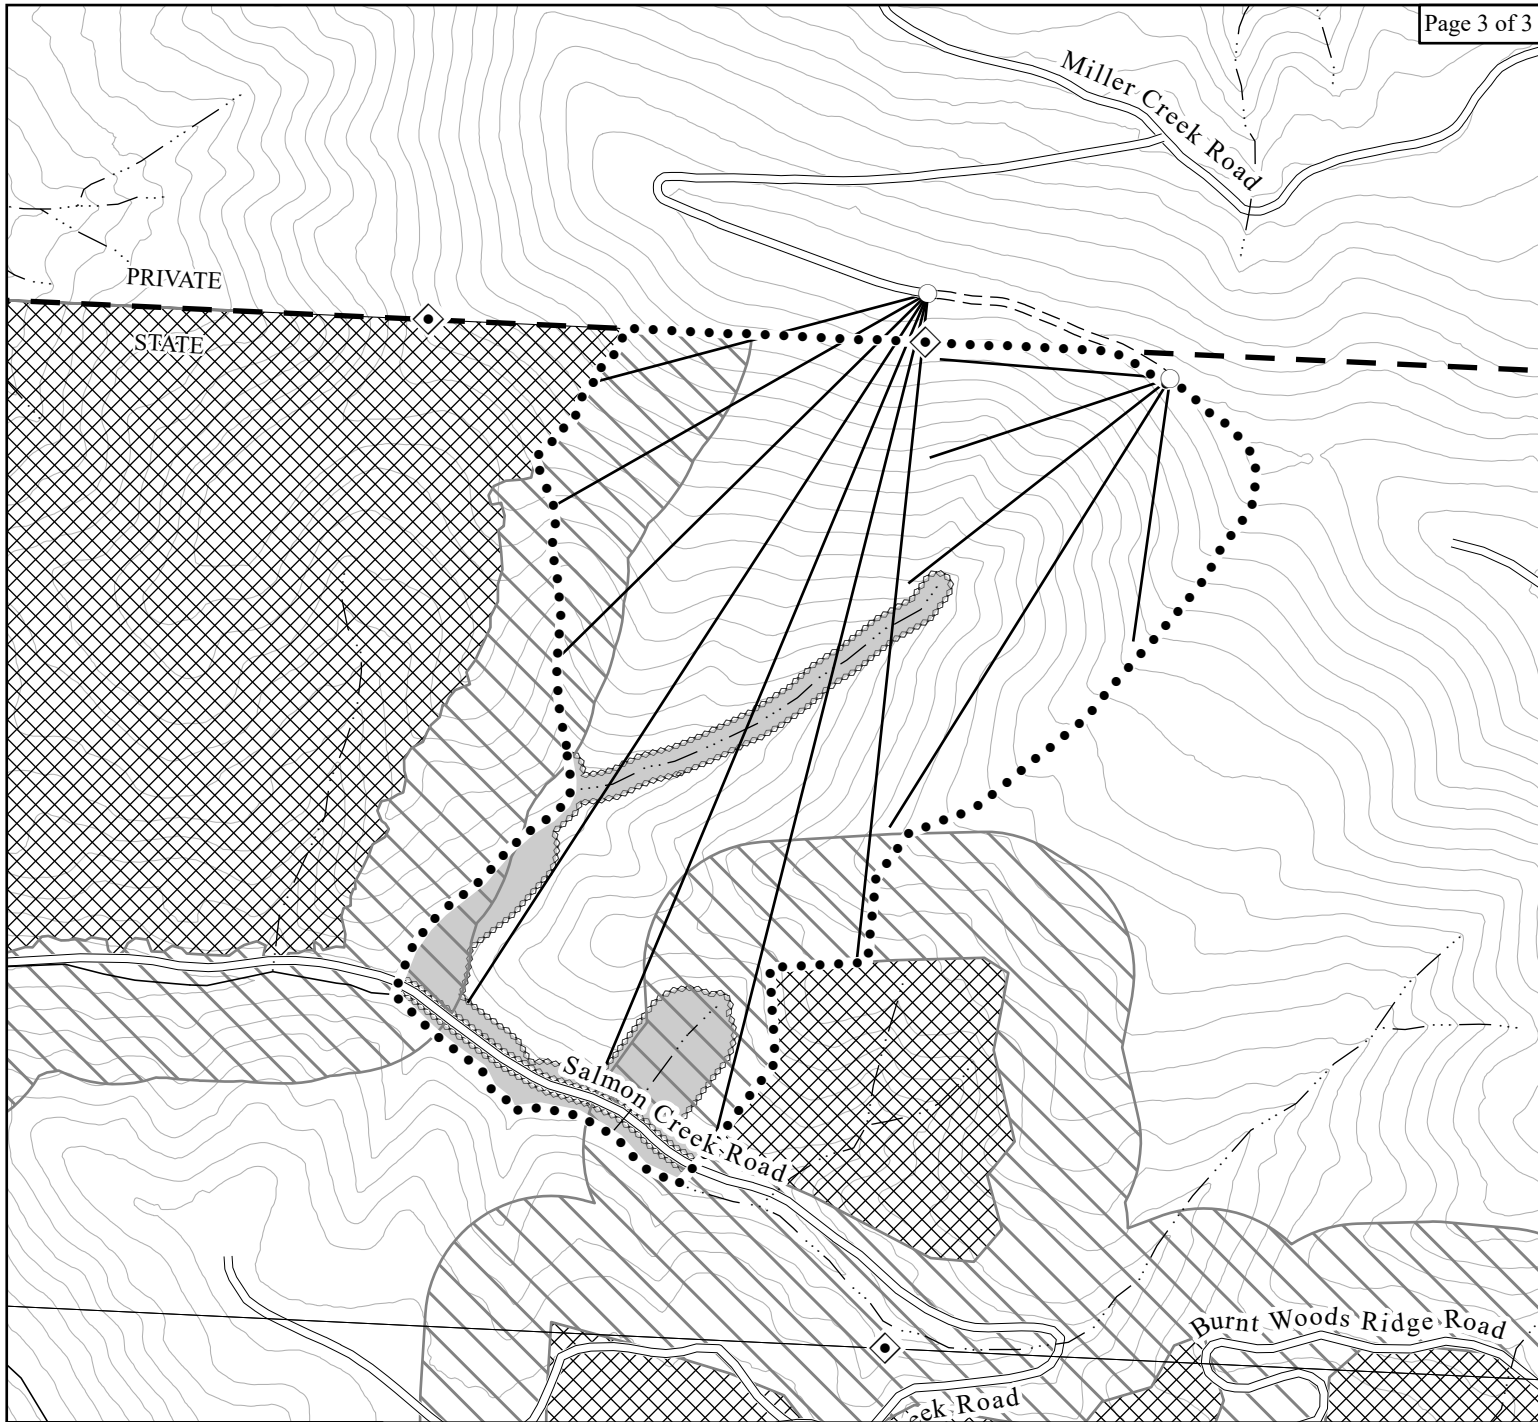 Page 3 of 3
Miller Creek Road
PRIVATE
STATE
Salmon Creek Road
Burnt Woods Ridge Road
eek Road